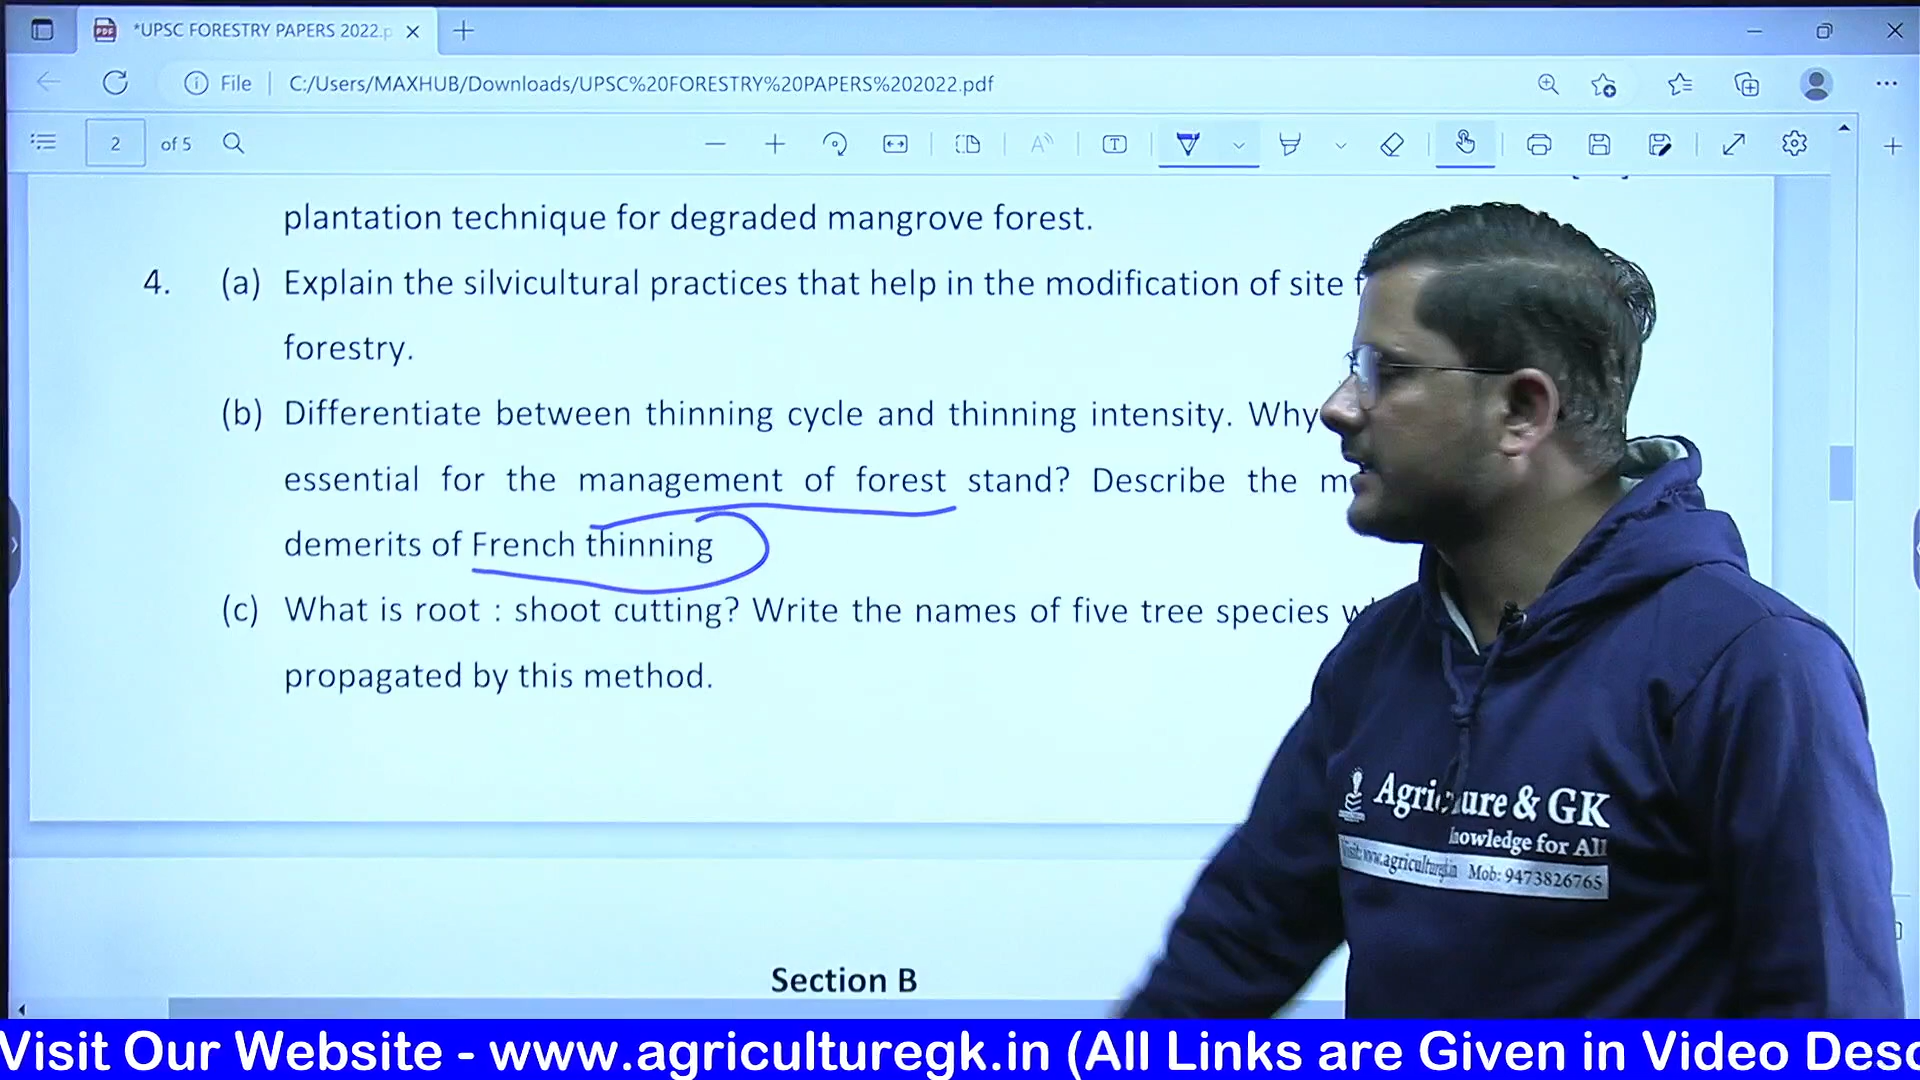 *UPSC FORESTRY PAPERS 2022.p
File
C:/Users/MAXHUB/Downloads/UPSC%20FORESTRY%20PAPERS%202022.pdf
2 of 5
plantation technique for degraded mangrove forest.
4. (a) Explain the silvicultural practices that help in the modification of site f
forestry.
(b) Differentiate between thinning cycle and thinning intensity. Why
essential for the management of forest stand? Describe the m
demerits of French thinning
(c) What is root : shoot cutting? Write the names of five tree species w
propagated by this method.
Section B
Agriculture & GK
Knowledge for All
Visit: www.agriculturegk.in Mob: 9473826765
Visit Our Website - www.agriculturegk.in (All Links are Given in Video Desc